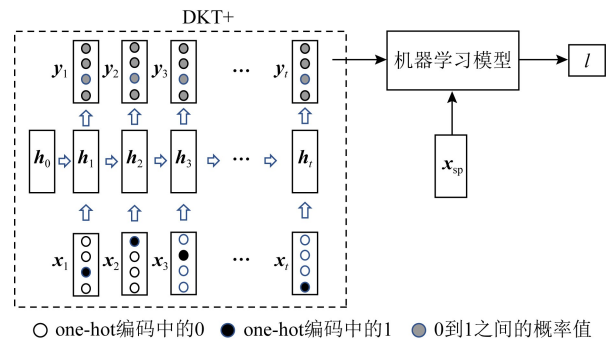 DKT+
y1 y2 y3 … yt
机器学习模型
l
h0 h1 h2 h3 … ht
xsp
x1 x2 x3 … xt
one-hot编码中的0 one-hot编码中的1 0到1之间的概率值